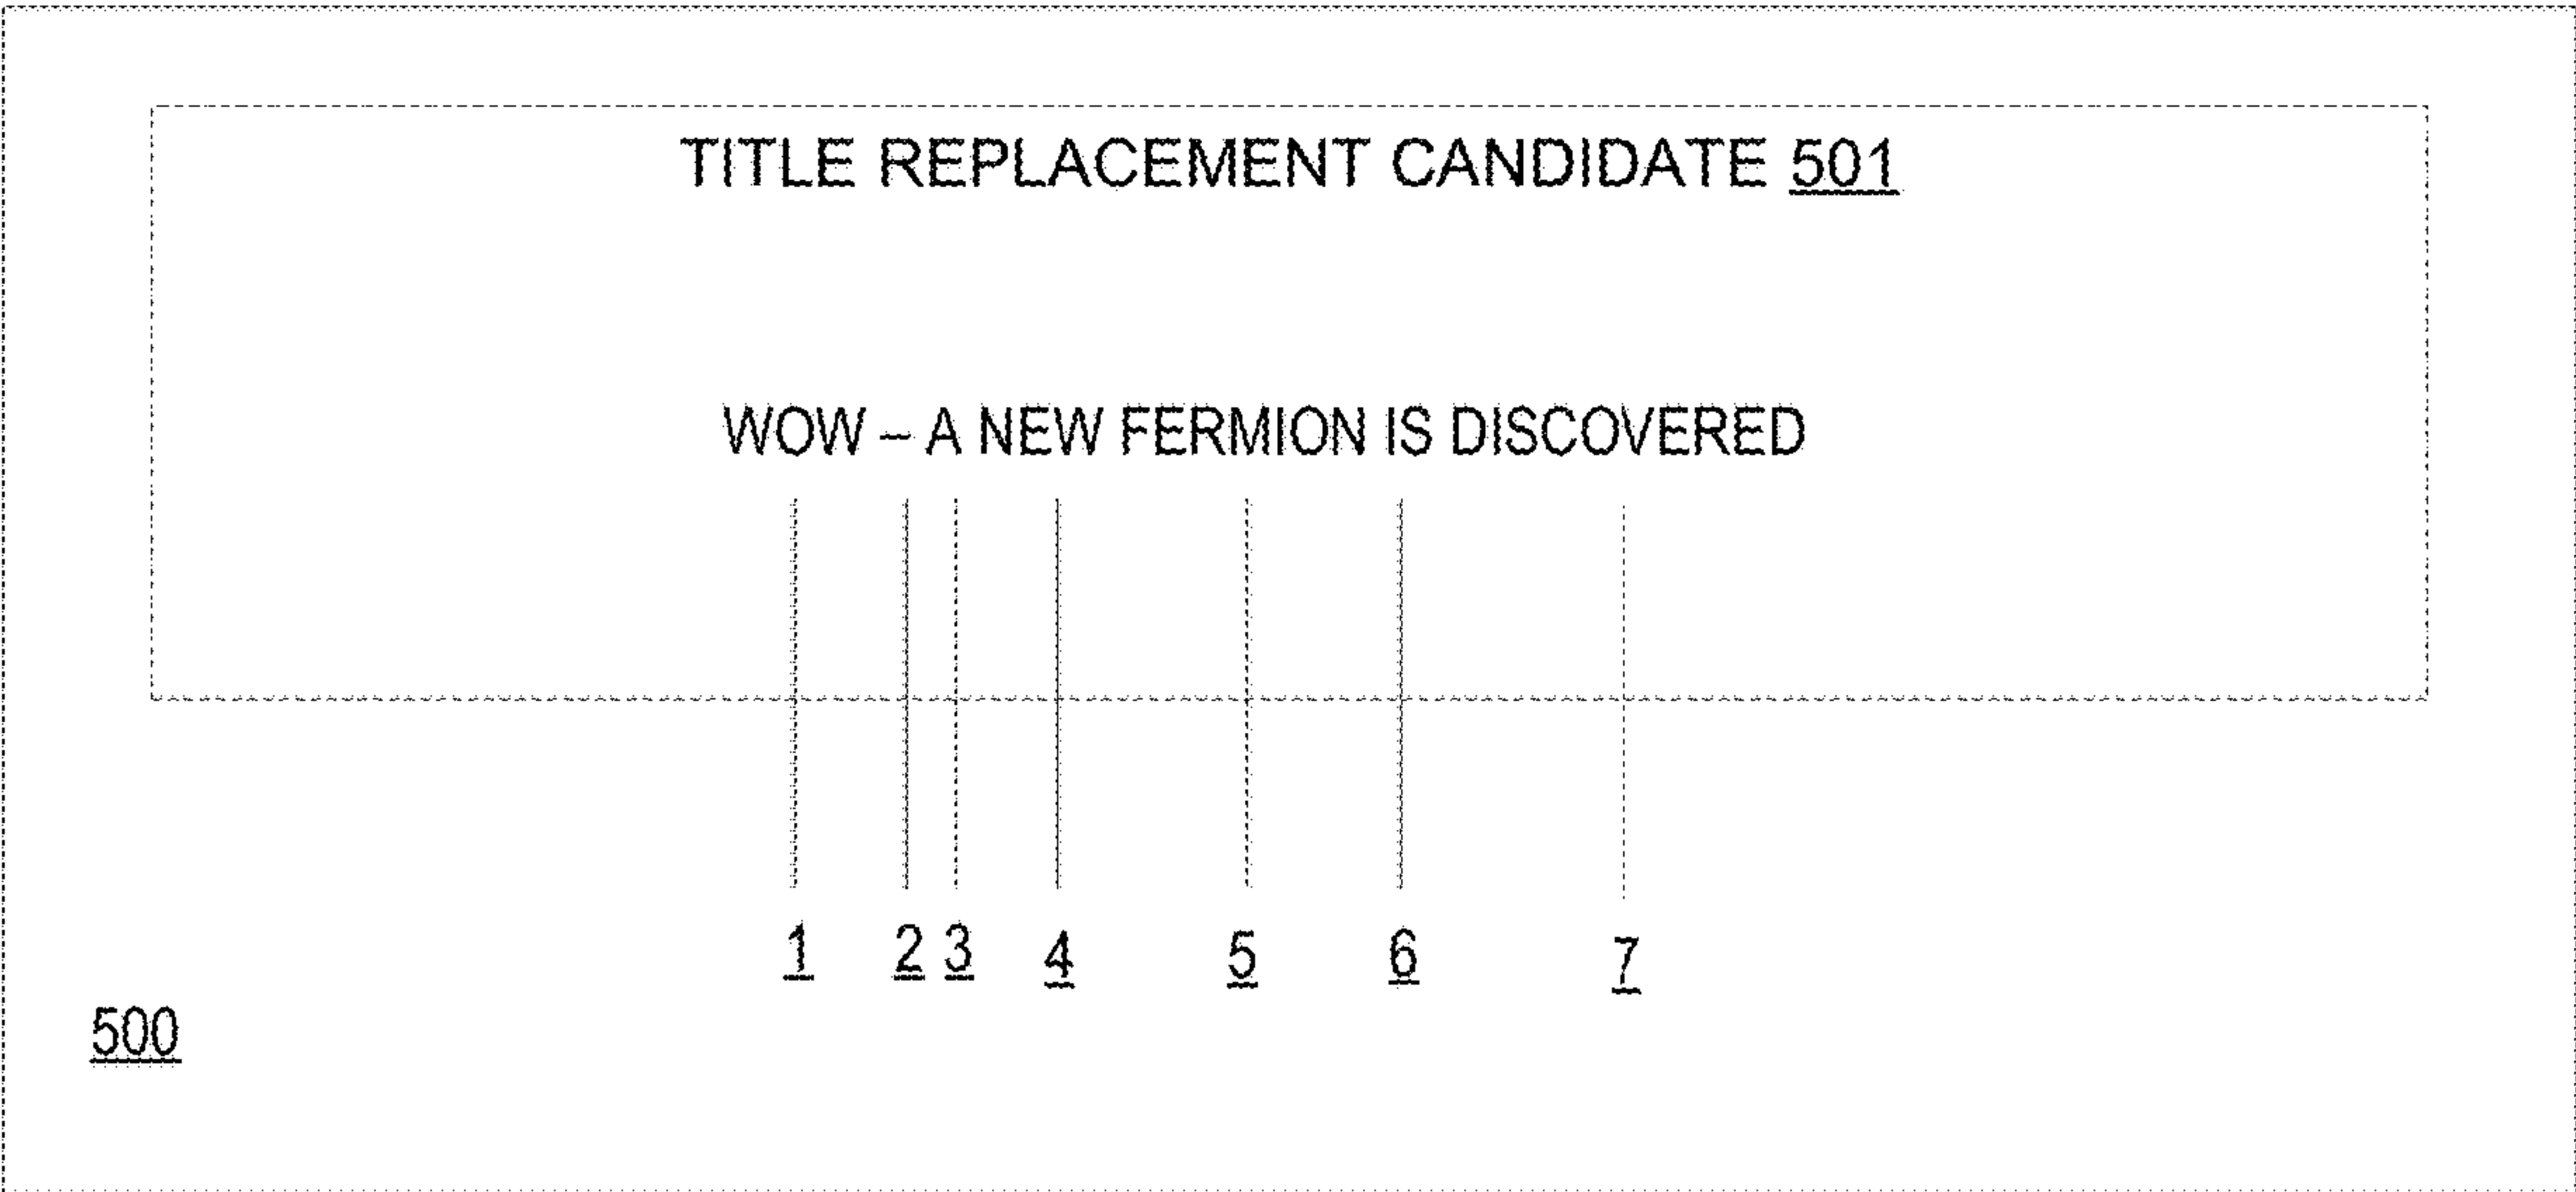 TITLE REPLACEMENT CANDIDATE 501
WOW – A NEW FERMION IS DISCOVERED
1 2 3 4 5 6 7
500